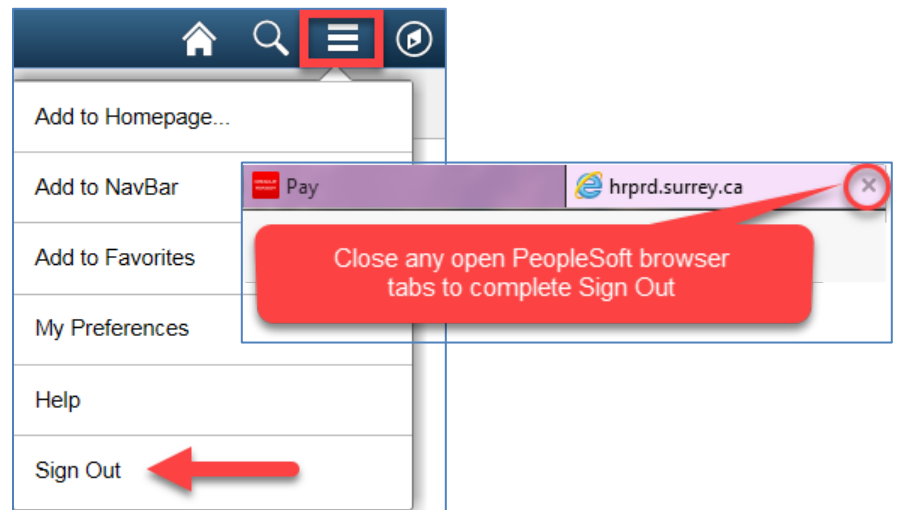 Add to Homepage...
Add to NavBar
Pay
hrprd.surrey.ca
Close any open PeopleSoft browser
tabs to complete Sign Out
Add to Favorites
My Preferences
Help
Sign Out